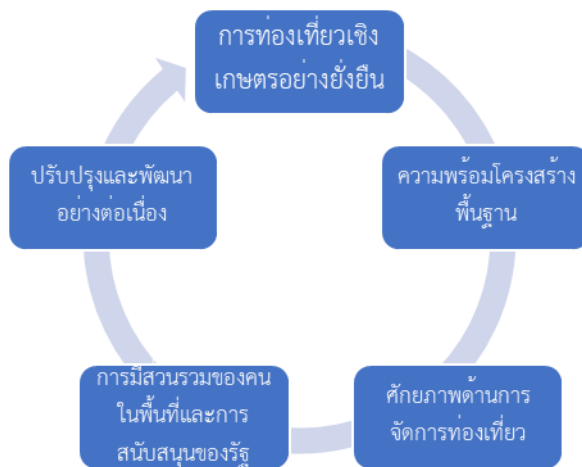 การท่องเที่ยวเชิง
เกษตรอย่างยั่งยืน
ความพร้อมโครงสร้าง
พื้นฐาน
ศักยภาพด้านการ
จัดการท่องเที่ยว
การมีสวนรวมของคน
ในพื้นที่และการ
สนับสนุนของรัฐ
ปรับปรุงและพัฒนา
อย่างต่อเนื่อง